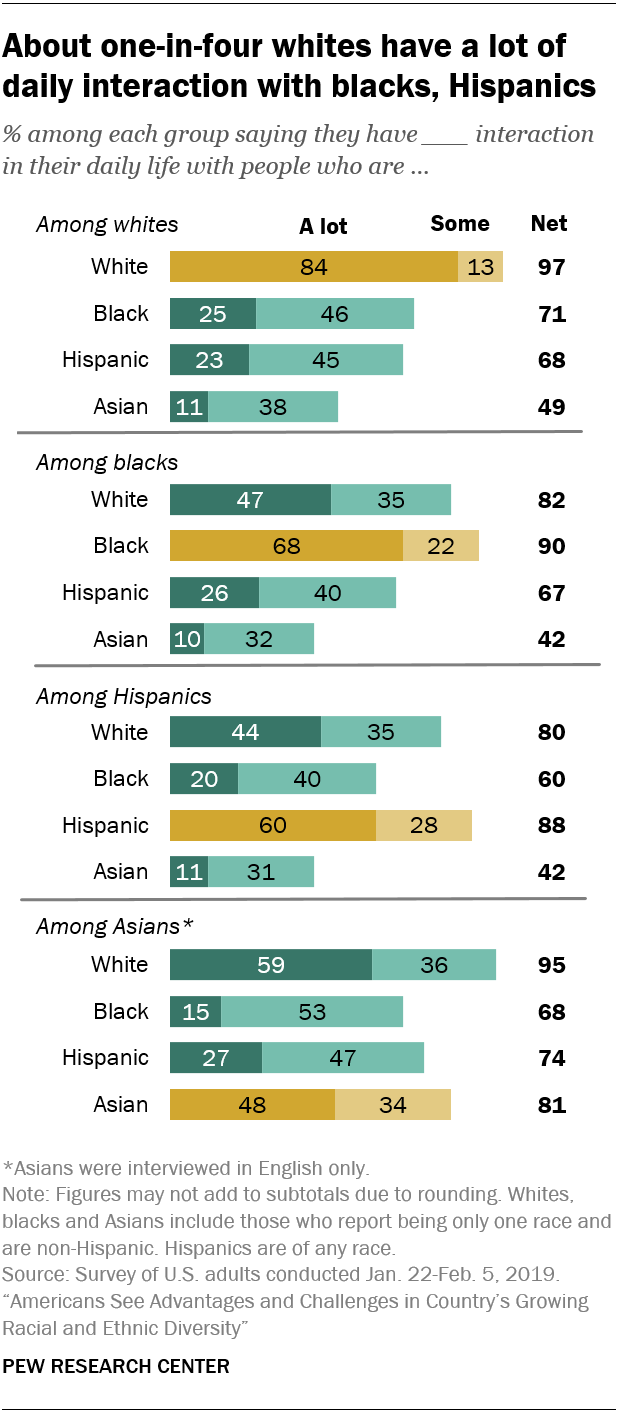 About one-in-four whites have a lot of
daily interaction with blacks, Hispanics
% among each group saying they have ___ interaction
in their daily life with people who are ...
Among whites A lot Some Net
White 84 13 97
Black 25 46 71
Hispanic 23 45 68
Asian 11 38 49
Among blacks
White 47 35 82
Black 68 22 90
Hispanic 26 40 67
Asian 10 32 42
Among Hispanics
White 44 35 80
Black 20 40 60
Hispanic 60 28 88
Asian 11 31 42
Among Asians*
White 59 36 95
Black 15 53 68
Hispanic 27 47 74
Asian 48 34 81
*Asians were interviewed in English only.
Note: Figures may not add to subtotals due to rounding. Whites,
blacks and Asians include those who report being only one race and
are non-Hispanic. Hispanics are of any race.
Source: Survey of U.S. adults conducted Jan. 22-Feb. 5, 2019.
“Americans See Advantages and Challenges in Country’s Growing
Racial and Ethnic Diversity”
PEW RESEARCH CENTER